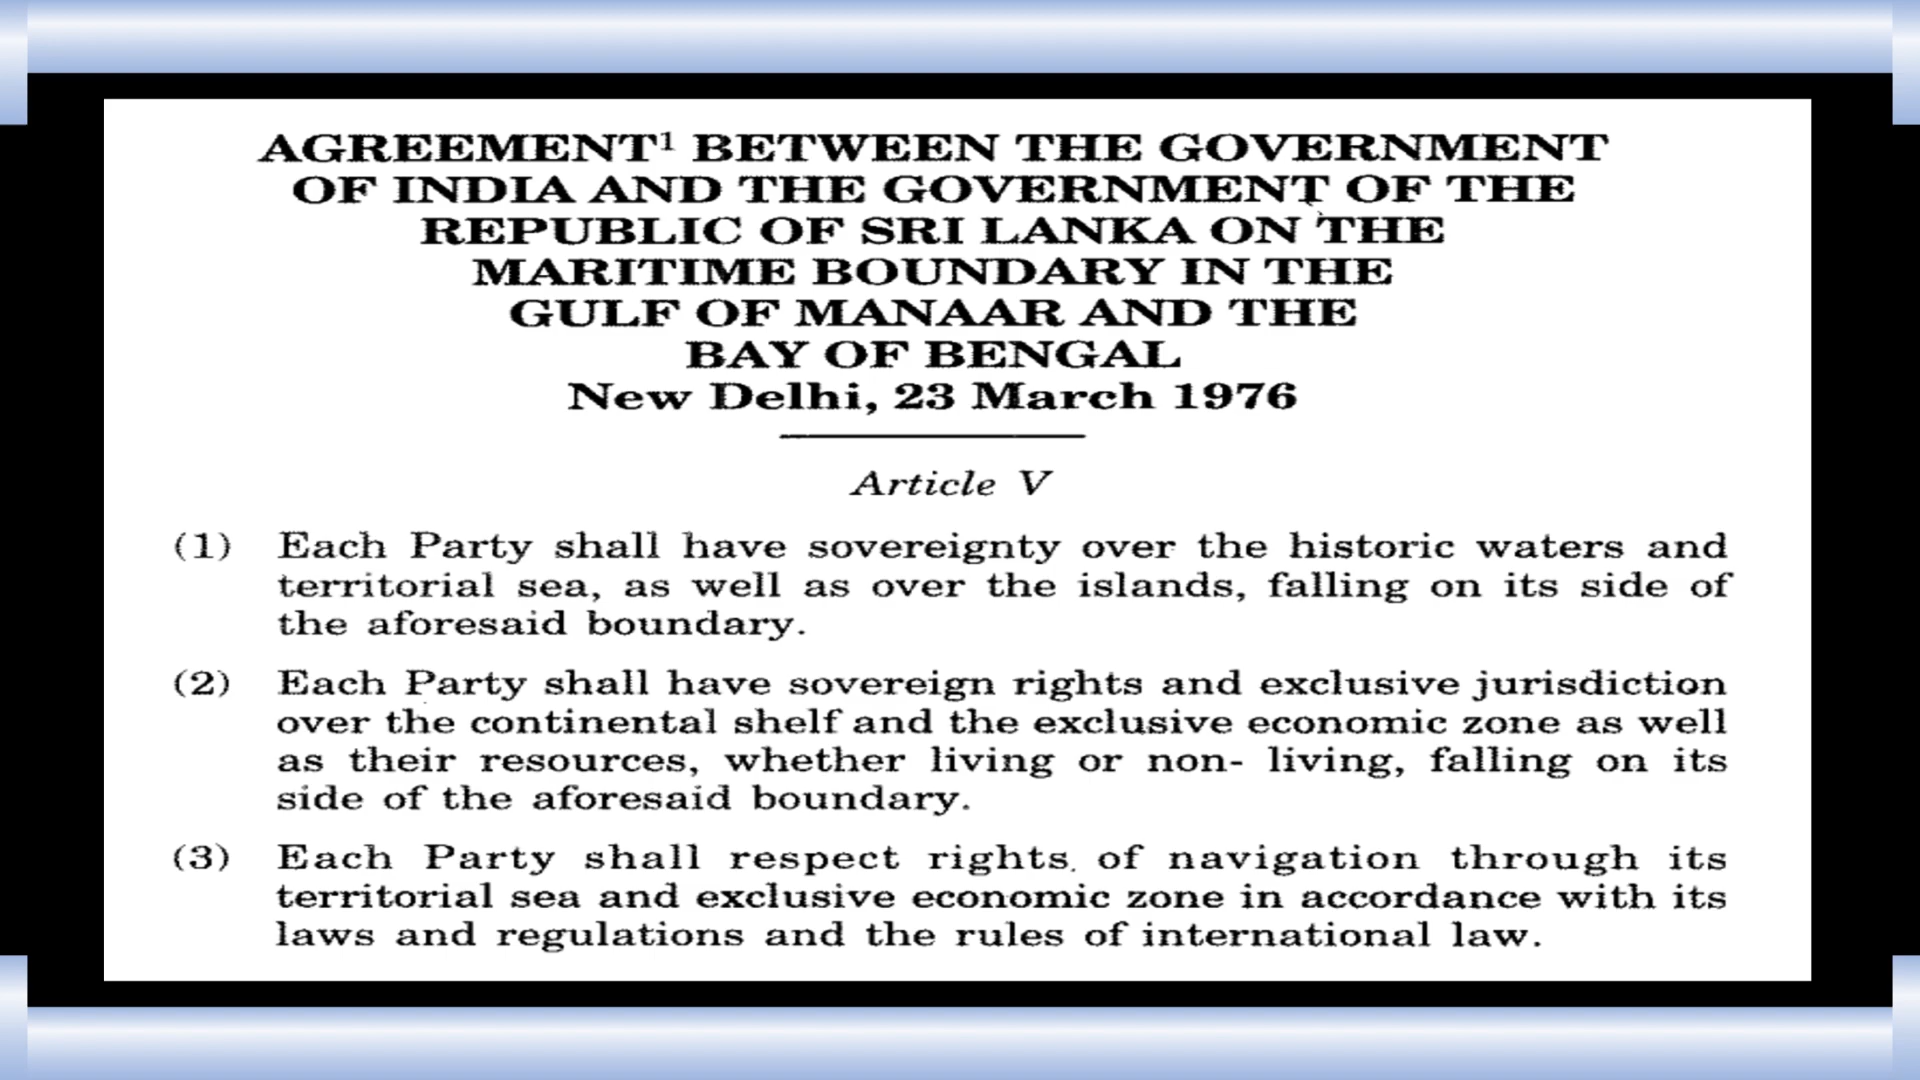 AGREEMENT¹ BETWEEN THE GOVERNMENT
OF INDIA AND THE GOVERNMENT OF THE
REPUBLIC OF SRI LANKA ON THE
MARITIME BOUNDARY IN THE
GULF OF MANAAR AND THE
BAY OF BENGAL
New Delhi, 23 March 1976
Article V
(1) Each Party shall have sovereignty over the historic waters and
territorial sea, as well as over the islands, falling on its side of
the aforesaid boundary.
(2) Each Party shall have sovereign rights and exclusive jurisdiction
over the continental shelf and the exclusive economic zone as well
as their resources, whether living or non- living, falling on its
side of the aforesaid boundary.
(3) Each Party shall respect rights of navigation through its
territorial sea and exclusive economic zone in accordance with its
laws and regulations and the rules of international law.